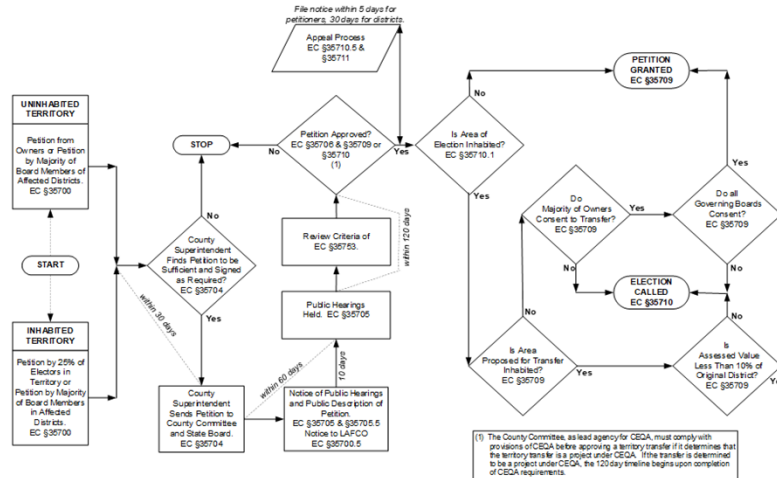 File notice within 5 days for
petitioners, 30 days for districts.
Appeal Process
EC §35710.5 &
§35711
PETITION
GRANTED
EC §35709
UNINHABITED
TERRITORY
Petition from
Owners or Petition
by Majority of
Board Members of
Affected Districts.
EC §35700
STOP
Petition Approved?
EC §35706 &
§35709 or
§35710
(1)
No
Yes
Is Area of
Election Inhabited?
EC §35710.1
No
Yes
No
Yes
START
No
County
Superintendent
Finds Petition to be
Sufficient and Signed
as Required?
EC §35704
Yes
within 30 days
Review Criteria of
EC §35753.
within 120 days
Public Hearings
Held. EC §35705
Do
Majority of Owners
Consent to Transfer?
EC §35709
Yes
No
Do all
Governing Boards
Consent?
EC §35709
No
ELECTION
CALLED
EC §35710
INHABITED
TERRITORY
Petition by 25% of
Electors in
Territory or
Petition by Majority
of Board Members
in Affected
Districts.
EC §35700
County
Superintendent
Sends Petition to
County Committee
and State Board.
EC §35704
within 60 days
10 days
Notice of Public Hearings
and Public Description of
Petition.
EC §35705 & §35705.5
Notice to LAFCO
EC §35700.5
No
Is Area
Proposed for Transfer
Inhabited?
EC §35709
Yes
No
Is
Assessed Value
Less Than 10% of
Original District?
EC §35709
Yes
(1) The County Committee, as lead agency for CEQA, must comply with
provisions of CEQA before approving a territory transfer if it determines that
the territory transfer is a project under CEQA. If the transfer is determined
to be a project under CEQA, the 120 day timeline begins upon completion
of CEQA requirements.